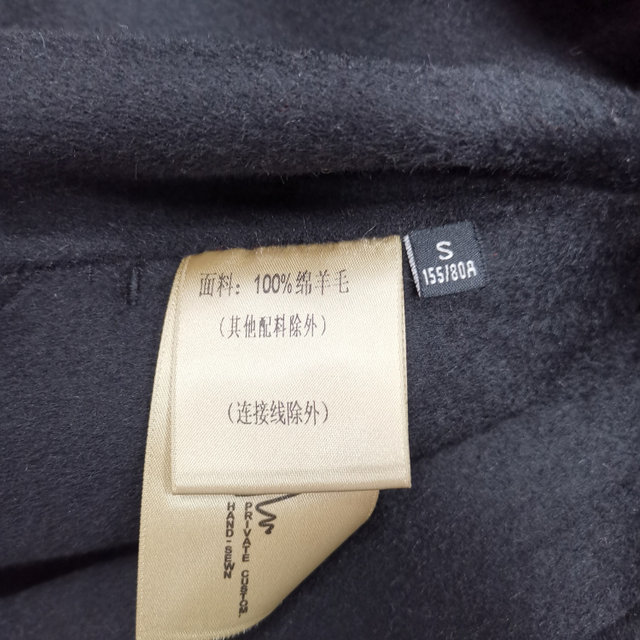 面料：100%绵羊毛
（其他配料除外）
（连接线除外）
S
155/80A
PRIVATE CUSTOM
HAND-SEWN